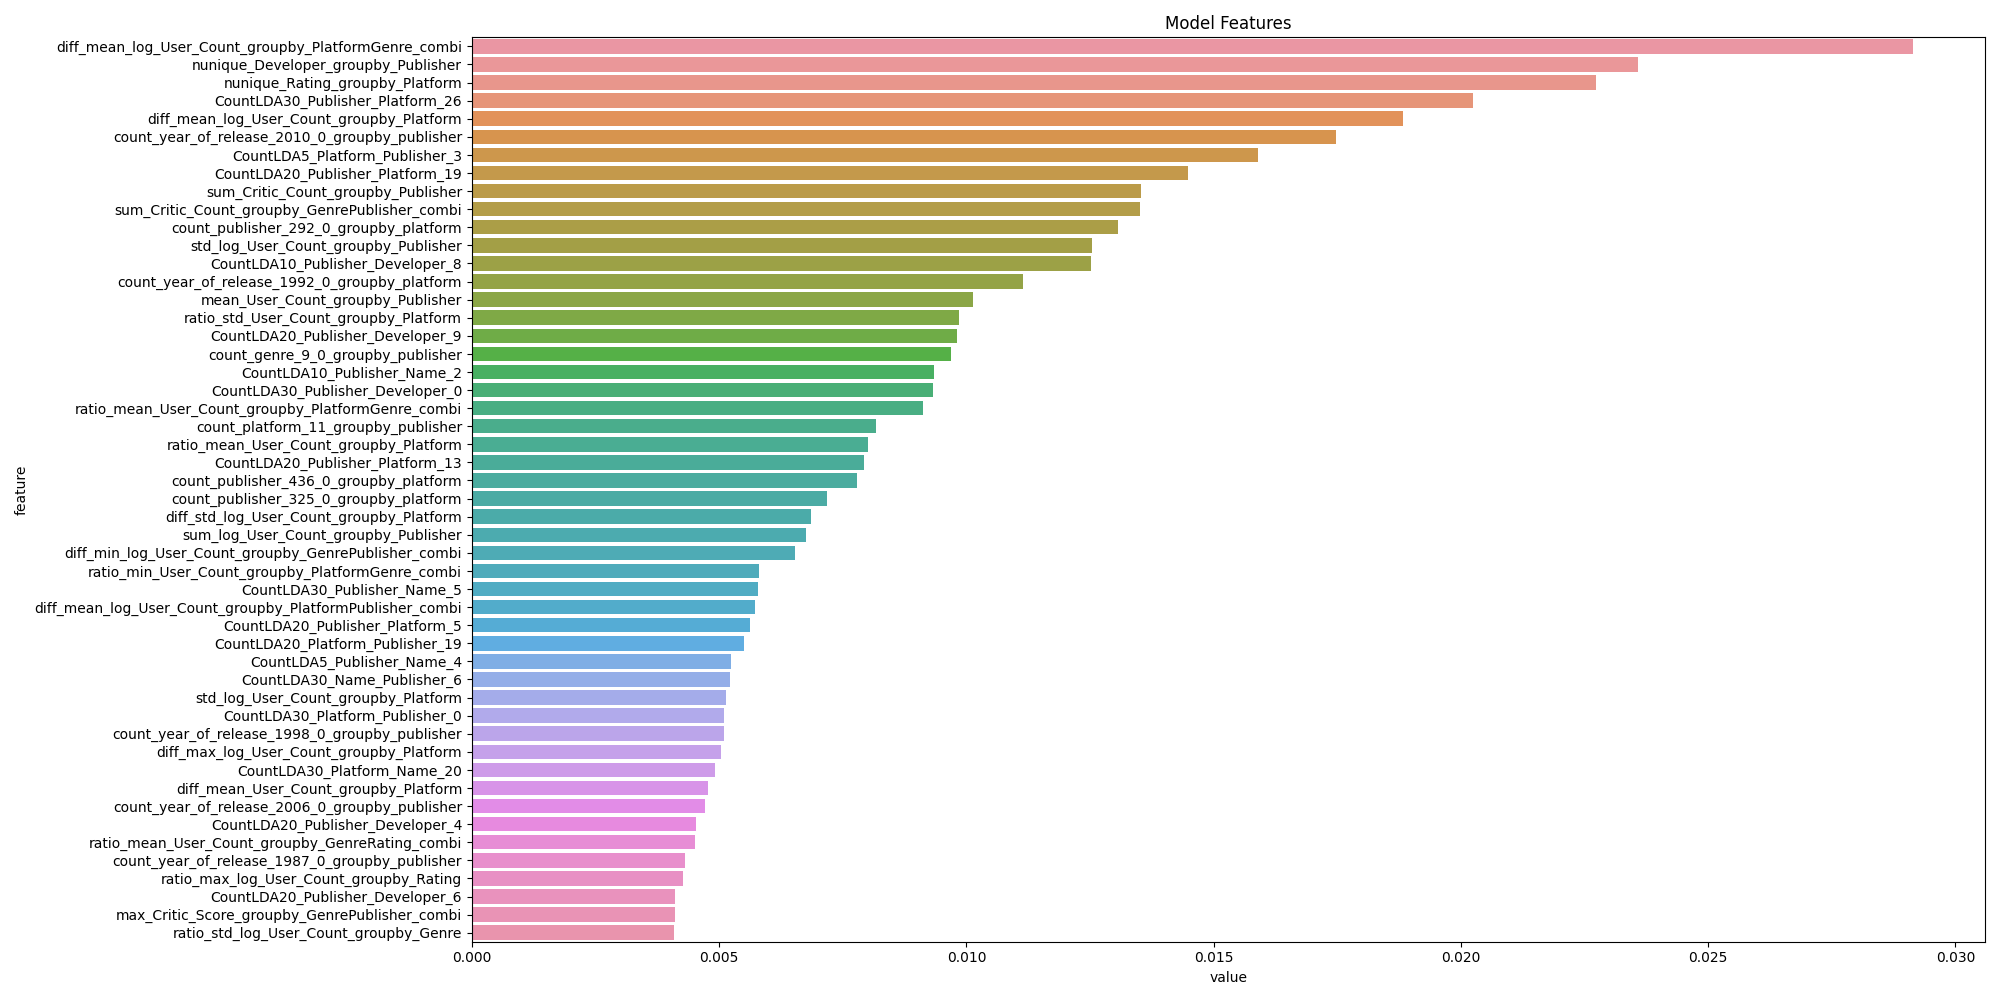 Model Features
diff_mean_log_User_Count_groupby_PlatformGenre_combi
nunique_Developer_groupby_Publisher
nunique_Rating_groupby_Platform
CountLDA30_Publisher_Platform_26
diff_mean_log_User_Count_groupby_Platform
count_year_of_release_2010_0_groupby_publisher
CountLDA5_Platform_Publisher_3
CountLDA20_Publisher_Platform_19
sum_Critic_Count_groupby_Publisher
sum_Critic_Count_groupby_GenrePublisher_combi
count_publisher_292_0_groupby_platform
std_log_User_Count_groupby_Publisher
CountLDA10_Publisher_Developer_8
count_year_of_release_1992_0_groupby_platform
mean_User_Count_groupby_Publisher
ratio_std_User_Count_groupby_Platform
CountLDA20_Publisher_Developer_9
count_genre_9_0_groupby_publisher
CountLDA10_Publisher_Name_2
CountLDA30_Publisher_Developer_0
ratio_mean_User_Count_groupby_PlatformGenre_combi
count_platform_11_groupby_publisher
ratio_mean_User_Count_groupby_Platform
CountLDA20_Publisher_Platform_13
count_publisher_436_0_groupby_platform
count_publisher_325_0_groupby_platform
diff_std_log_User_Count_groupby_Platform
sum_log_User_Count_groupby_Publisher
diff_min_log_User_Count_groupby_GenrePublisher_combi
ratio_min_User_Count_groupby_PlatformGenre_combi
CountLDA30_Publisher_Name_5
diff_mean_log_User_Count_groupby_PlatformPublisher_combi
CountLDA20_Publisher_Platform_5
CountLDA20_Platform_Publisher_19
CountLDA5_Publisher_Name_4
CountLDA30_Name_Publisher_6
std_log_User_Count_groupby_Platform
CountLDA30_Platform_Publisher_0
count_year_of_release_1998_0_groupby_publisher
diff_max_log_User_Count_groupby_Platform
CountLDA30_Platform_Name_20
diff_mean_User_Count_groupby_Platform
count_year_of_release_2006_0_groupby_publisher
CountLDA20_Publisher_Developer_4
ratio_mean_User_Count_groupby_GenreRating_combi
count_year_of_release_1987_0_groupby_publisher
ratio_max_log_User_Count_groupby_Rating
CountLDA20_Publisher_Developer_6
max_Critic_Score_groupby_GenrePublisher_combi
ratio_std_log_User_Count_groupby_Genre
feature
0.000 0.005 0.010 0.015 0.020 0.025 0.030
value